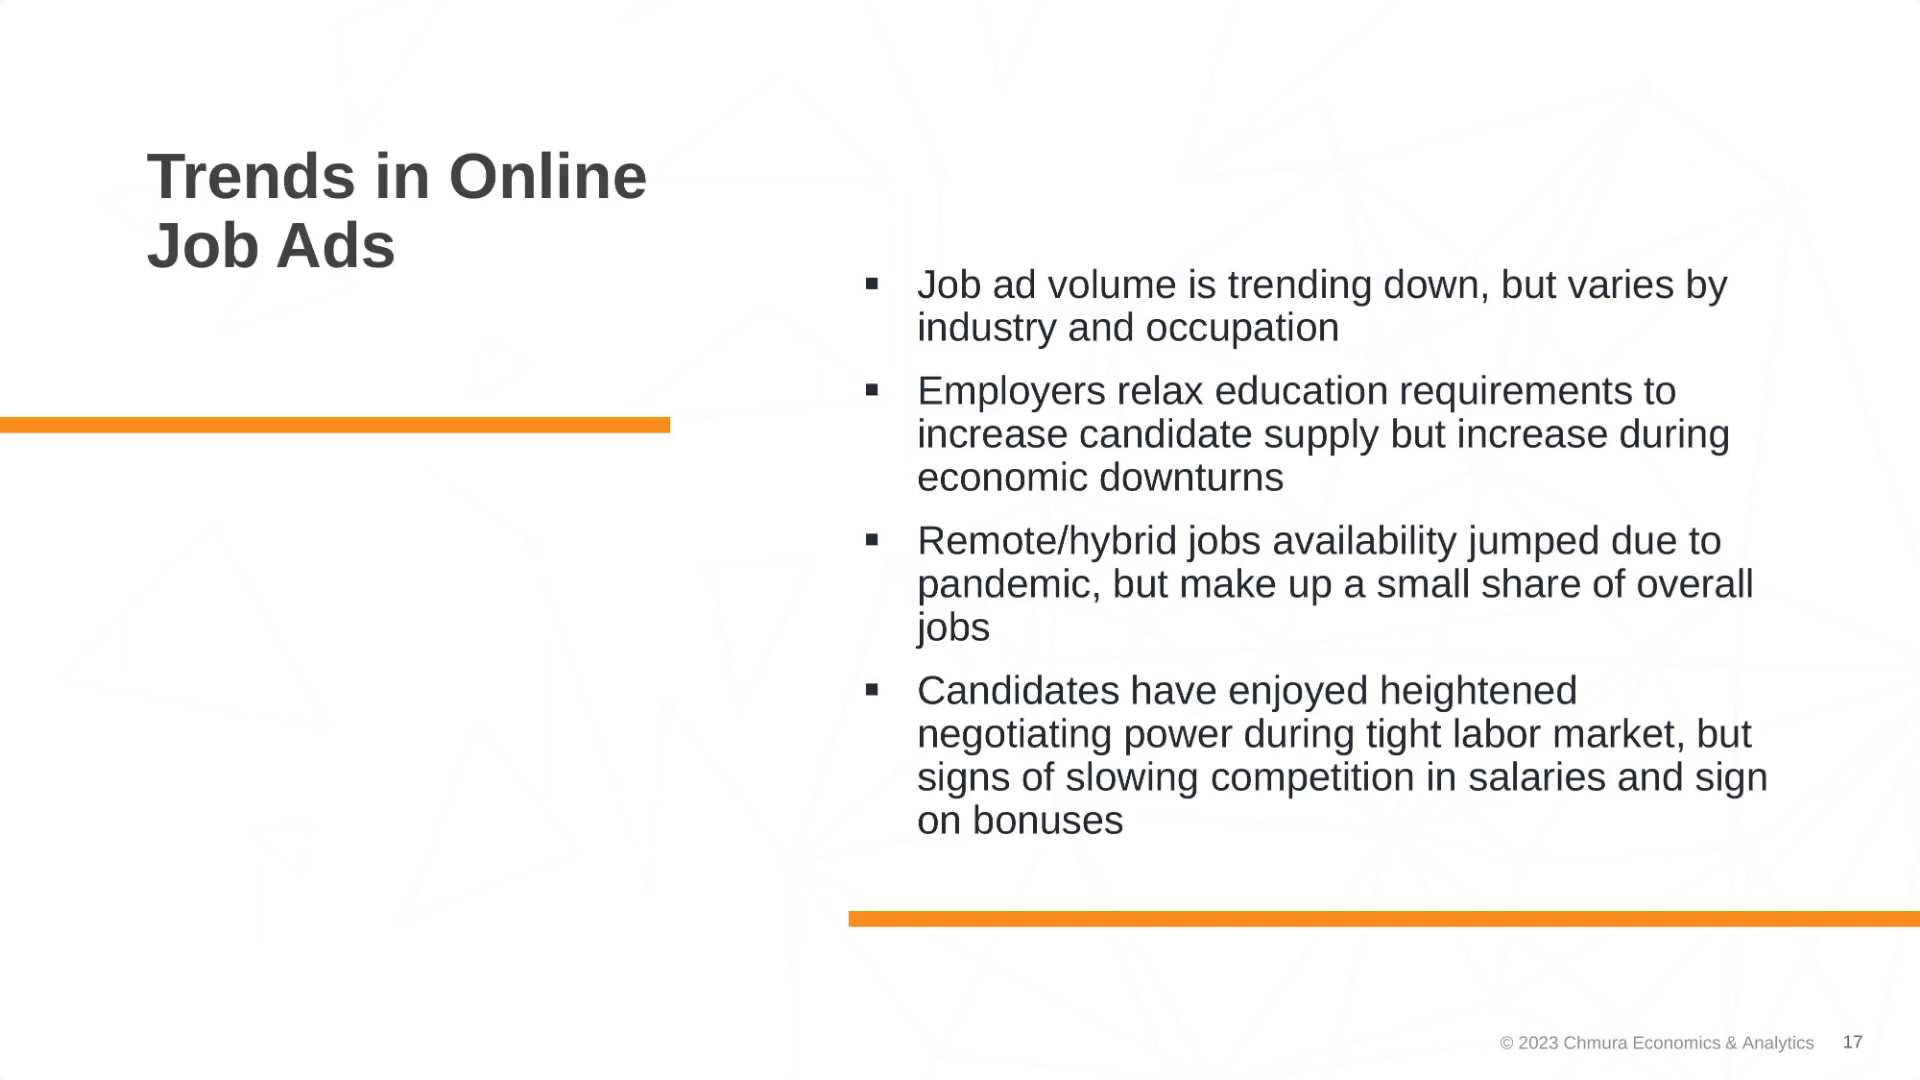 Trends in Online
Job Ads
▪ Job ad volume is trending down, but varies by
industry and occupation
▪ Employers relax education requirements to
increase candidate supply but increase during
economic downturns
▪ Remote/hybrid jobs availability jumped due to
pandemic, but make up a small share of overall
jobs
▪ Candidates have enjoyed heightened
negotiating power during tight labor market, but
signs of slowing competition in salaries and sign
on bonuses
© 2023 Chmura Economics & Analytics 17